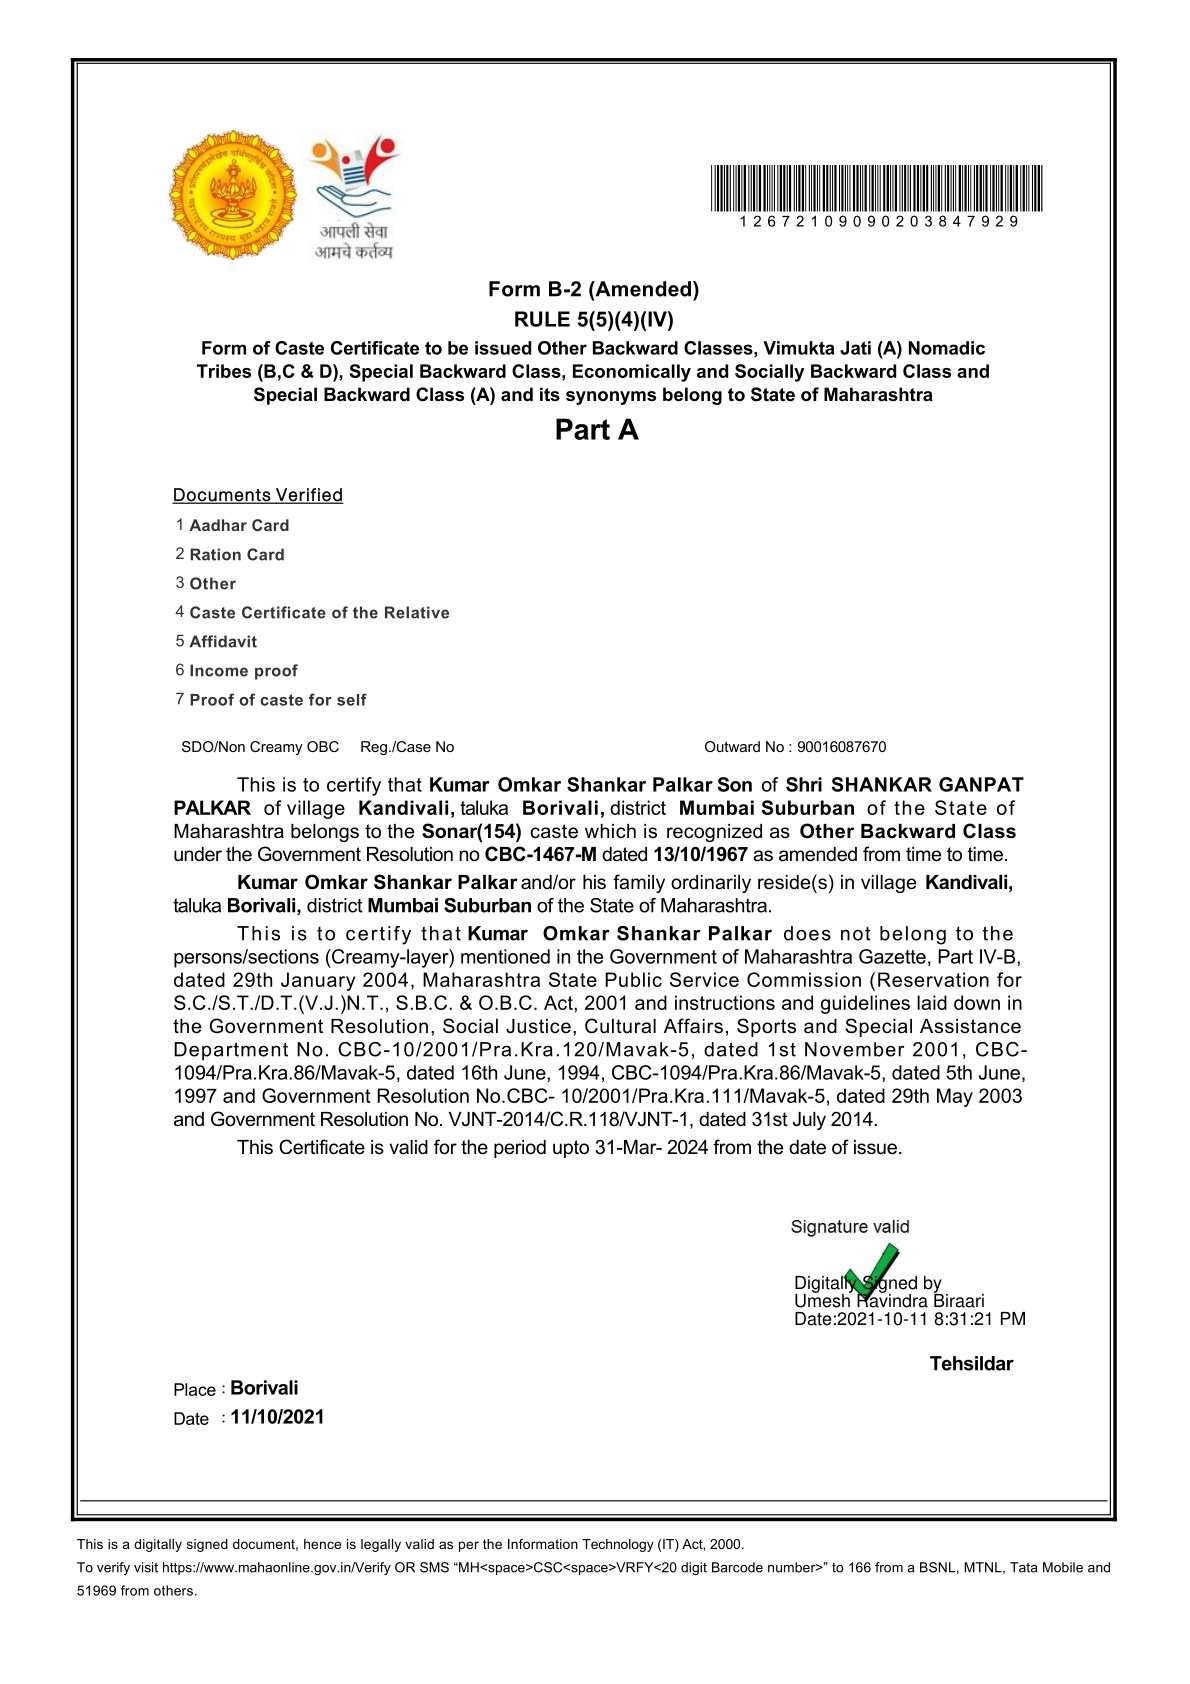 आपली सेवा
आमचे कर्तव्य
12672109090203847929
Form B-2 (Amended)
RULE 5(5)(4)(IV)
Form of Caste Certificate to be issued Other Backward Classes, Vimukta Jati (A) Nomadic
Tribes (B,C & D), Special Backward Class, Economically and Socially Backward Class and
Special Backward Class (A) and its synonyms belong to State of Maharashtra
Part A
Documents Verified
1 Aadhar Card
2 Ration Card
3 Other
4 Caste Certificate of the Relative
5 Affidavit
6 Income proof
7 Proof of caste for self
SDO/Non Creamy OBC Reg./Case No Outward No : 90016087670
This is to certify that Kumar Omkar Shankar Palkar Son of Shri SHANKAR GANPAT
PALKAR of village Kandivali, taluka Borivali, district Mumbai Suburban of the State of
Maharashtra belongs to the Sonar(154) caste which is recognized as Other Backward Class
under the Government Resolution no CBC-1467-M dated 13/10/1967 as amended from time to time.
Kumar Omkar Shankar Palkar and/or his family ordinarily reside(s) in village Kandivali,
taluka Borivali, district Mumbai Suburban of the State of Maharashtra.
This is to certify that Kumar Omkar Shankar Palkar does not belong to the
persons/sections (Creamy-layer) mentioned in the Government of Maharashtra Gazette, Part IV-B,
dated 29th January 2004, Maharashtra State Public Service Commission (Reservation for
S.C./S.T./D.T.(V.J.)N.T., S.B.C. & O.B.C. Act, 2001 and instructions and guidelines laid down in
the Government Resolution, Social Justice, Cultural Affairs, Sports and Special Assistance
Department No. CBC-10/2001/Pra.Kra.120/Mavak-5, dated 1st November 2001, CBC-
1094/Pra.Kra.86/Mavak-5, dated 16th June, 1994, CBC-1094/Pra.Kra.86/Mavak-5, dated 5th June,
1997 and Government Resolution No.CBC- 10/2001/Pra.Kra.111/Mavak-5, dated 29th May 2003
and Government Resolution No. VJNT-2014/C.R.118/VJNT-1, dated 31st July 2014.
This Certificate is valid for the period upto 31-Mar- 2024 from the date of issue.
Signature valid
Digitally Signed by
Umesh Ravindra Biraari
Date:2021-10-11 8:31:21 PM
Tehsildar
Place : Borivali
Date : 11/10/2021
This is a digitally signed document, hence is legally valid as per the Information Technology (IT) Act, 2000.
To verify visit https://www.mahaonline.gov.in/Verify OR SMS “MH<space>CSC<space>VRFY<20 digit Barcode number>” to 166 from a BSNL, MTNL, Tata Mobile and
51969 from others.